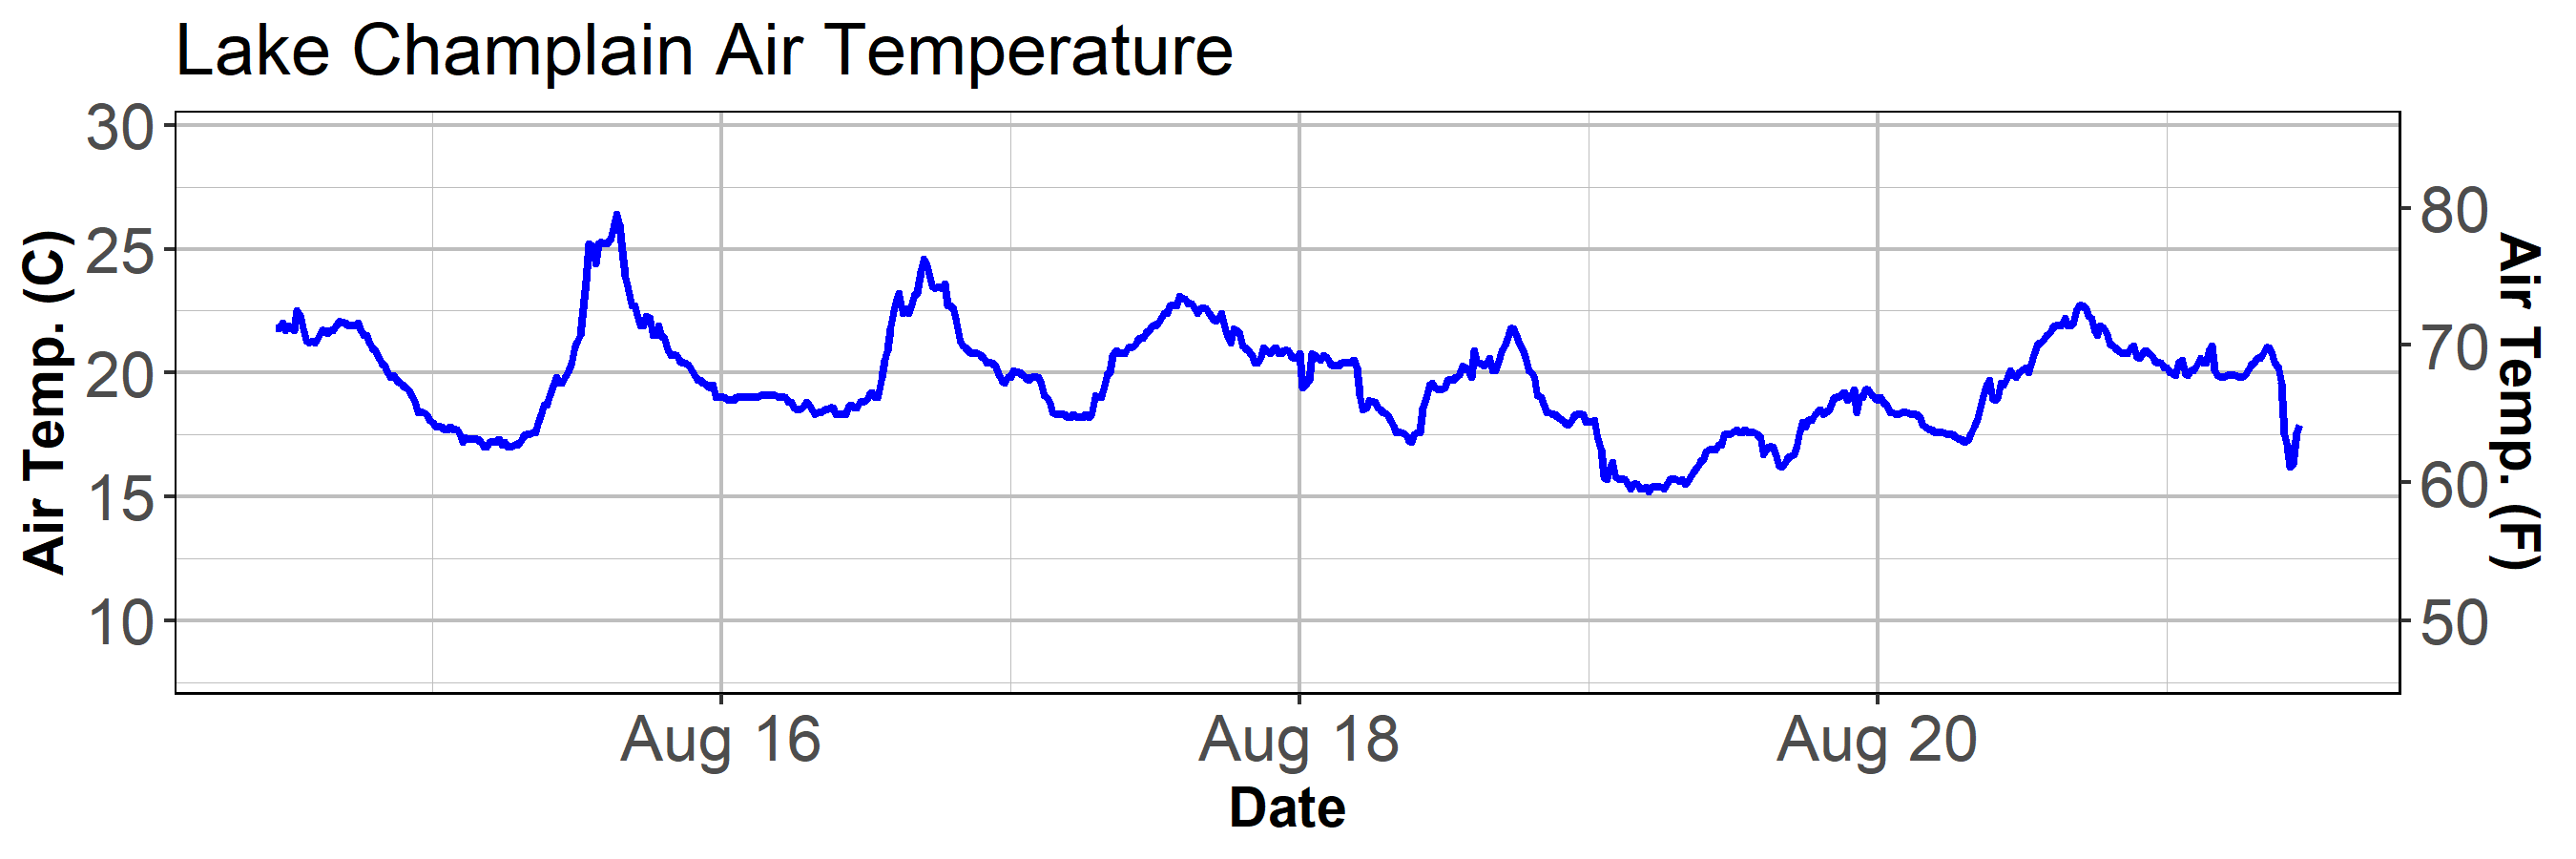 Lake Champlain Air Temperature
30
25
20
15
10
Air Temp. (C)
80
70
60
50
Air Temp. (F)
Aug 16
Aug 18
Aug 20
Date